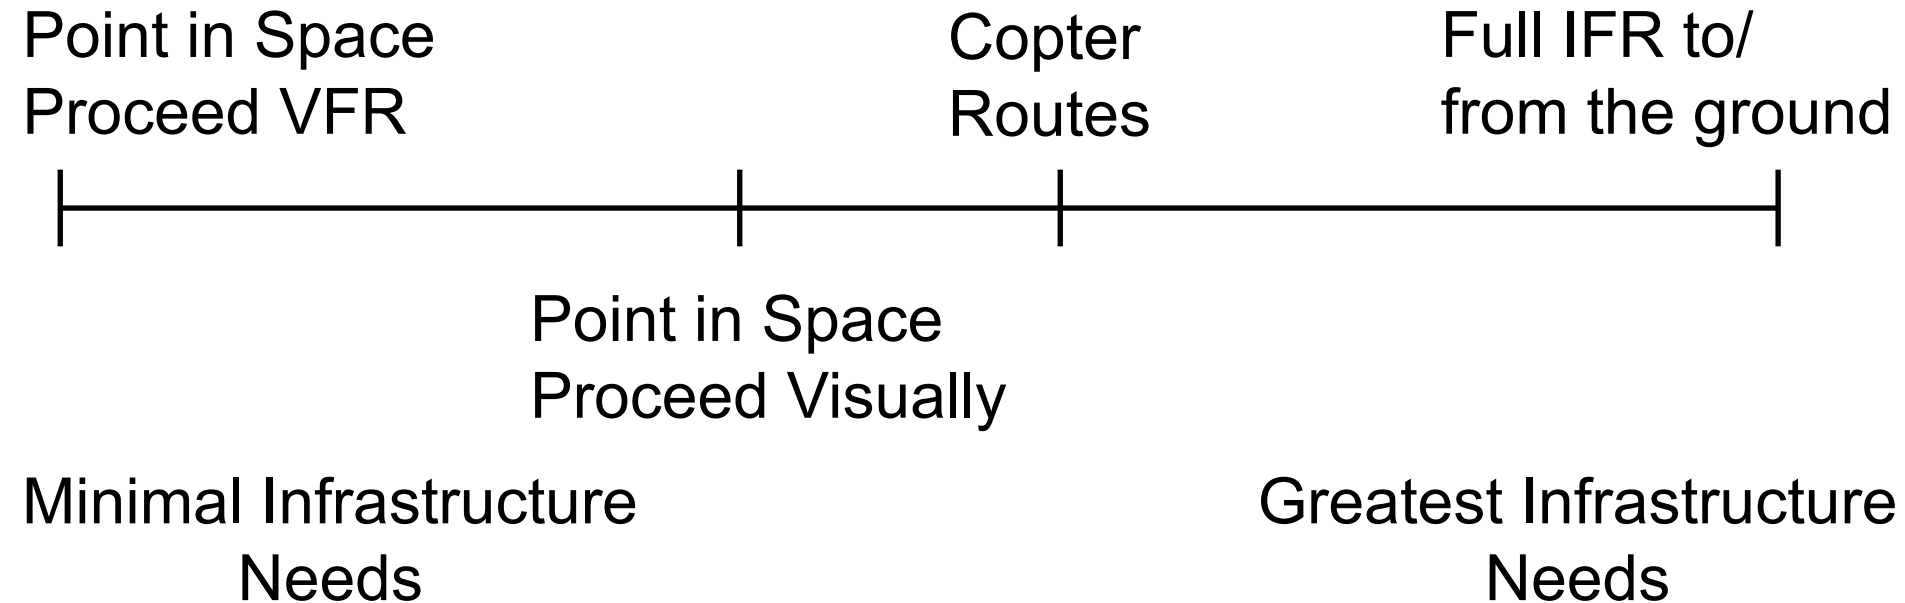 Point in Space
Proceed VFR
Copter
Routes
Full IFR to/
from the ground
Point in Space
Proceed Visually
Minimal Infrastructure
Needs
Greatest Infrastructure
Needs